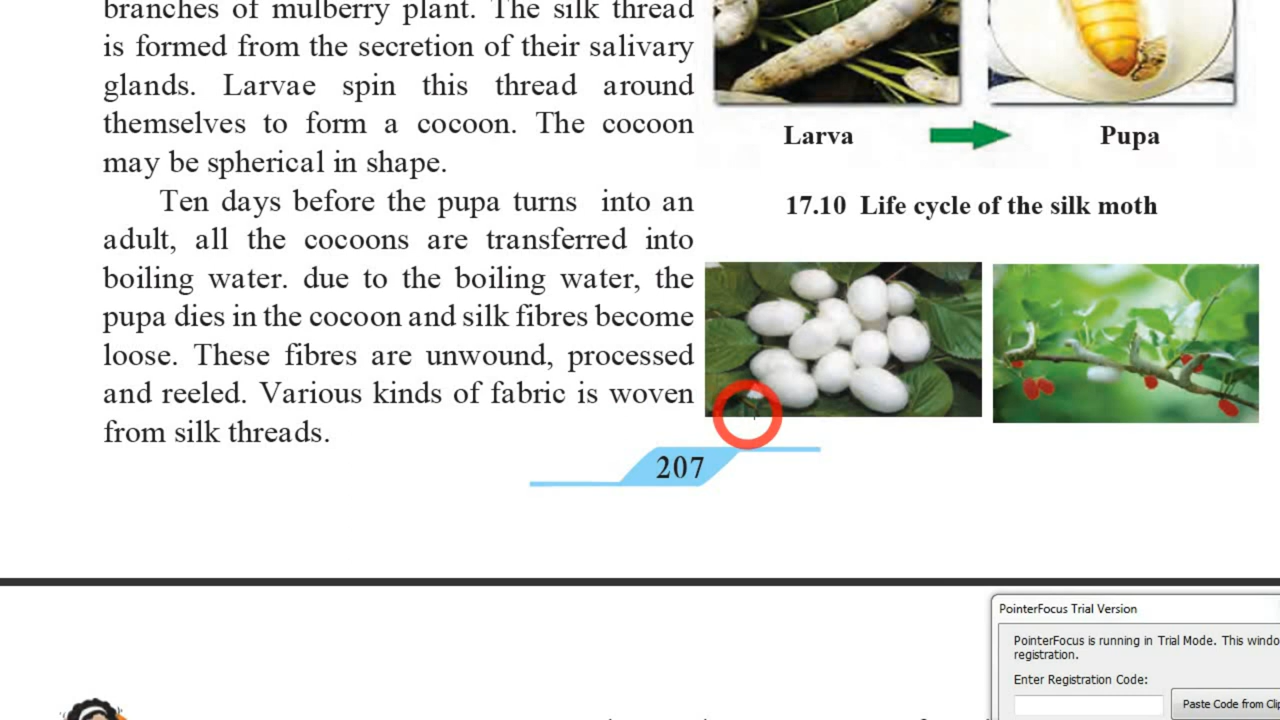 branches of mulberry plant. The silk thread
is formed from the secretion of their salivary
glands. Larvae spin this thread around
themselves to form a cocoon. The cocoon
may be spherical in shape.
Ten days before the pupa turns into an
adult, all the cocoons are transferred into
boiling water. due to the boiling water, the
pupa dies in the cocoon and silk fibres become
loose. These fibres are unwound, processed
and reeled. Various kinds of fabric is woven
from silk threads.
Larva
Pupa
17.10 Life cycle of the silk moth
207
PointerFocus Trial Version
PointerFocus is running in Trial Mode. This windo
registration.
Enter Registration Code:
Paste Code from Clip